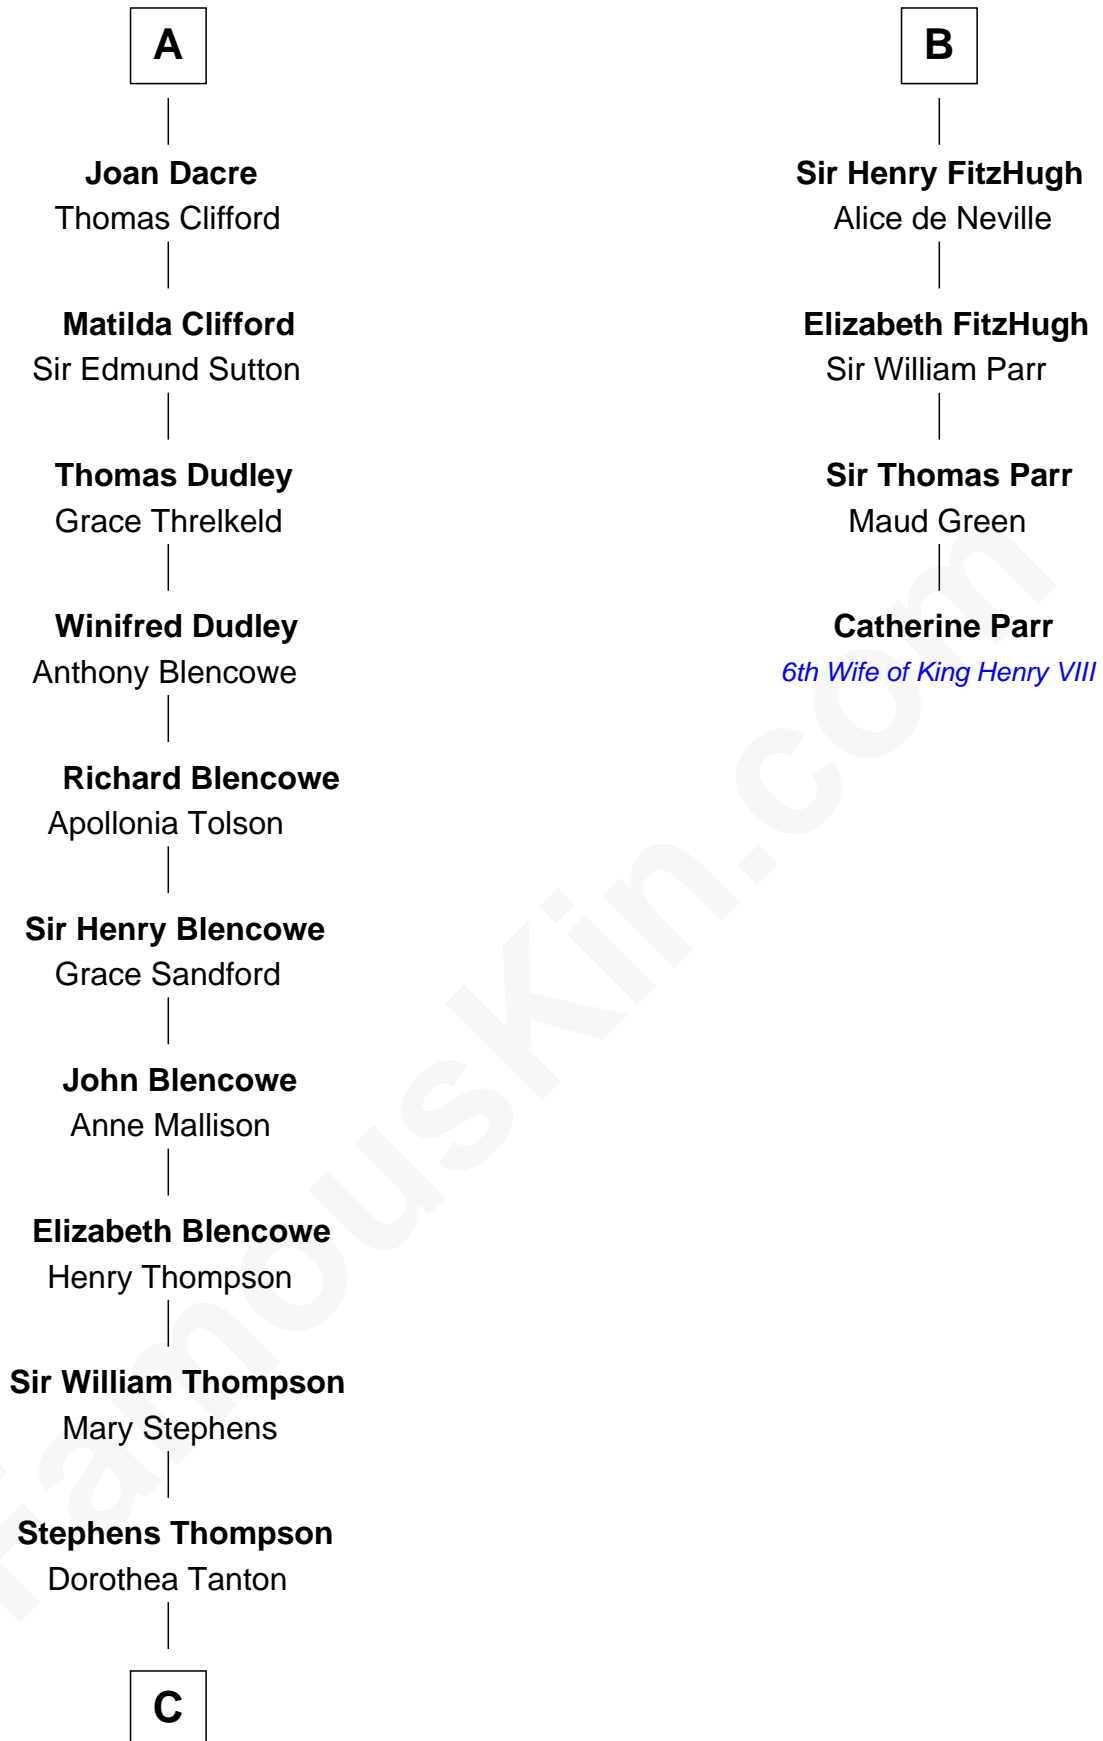 A
Joan Dacre
Thomas Clifford
Matilda Clifford
Sir Edmund Sutton
Thomas Dudley
Grace Threlkeld
Winifred Dudley
Anthony Blencowe
Richard Blencowe
Apollonia Tolson
Sir Henry Blencowe
Grace Sandford
John Blencowe
Anne Mallison
Elizabeth Blencowe
Henry Thompson
Sir William Thompson
Mary Stephens
Stephens Thompson
Dorothea Tanton
C
B
Sir Henry FitzHugh
Alice de Neville
Elizabeth FitzHugh
Sir William Parr
Sir Thomas Parr
Maud Green
Catherine Parr
6th Wife of King Henry VIII
FamousKin.com